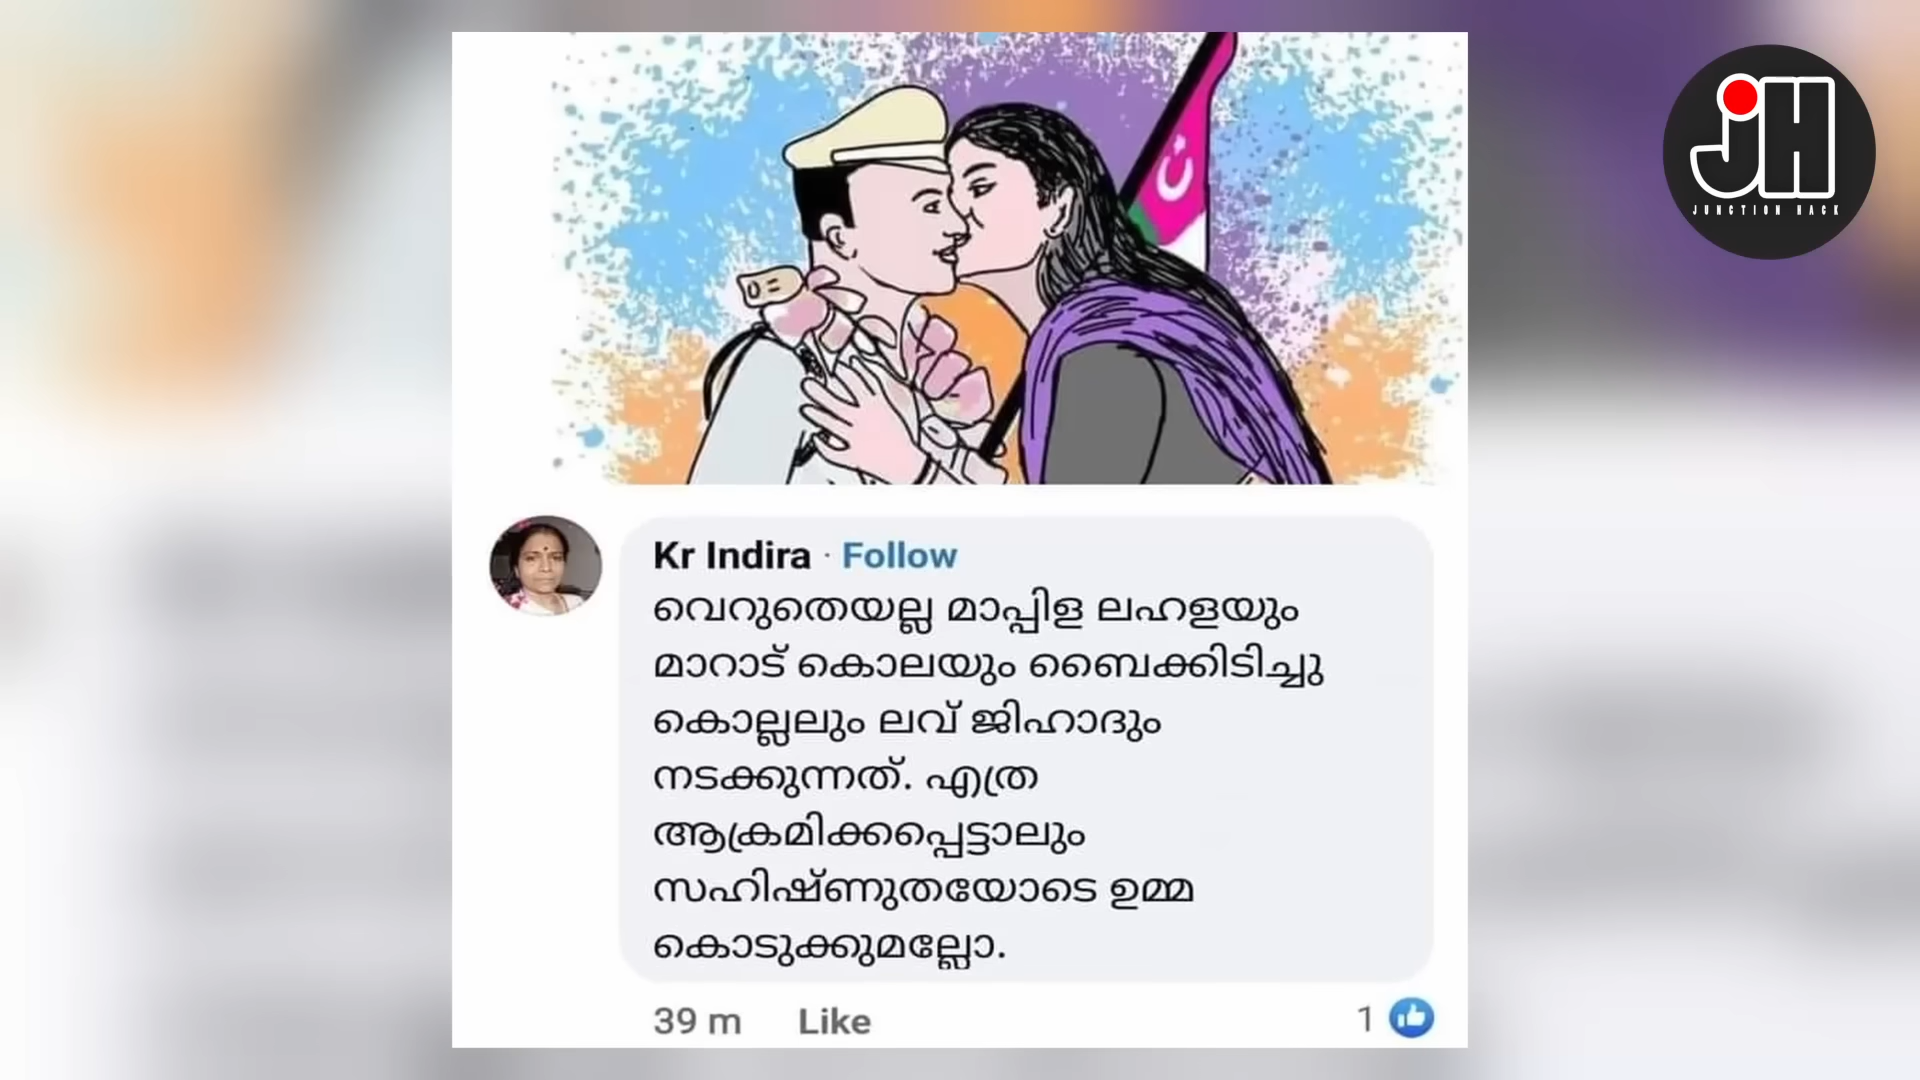 JH
JUNCTION HACK
Kr Indira · Follow
വെറുതെയല്ല മാപ്പിള ലഹളയും
മാറാട് കൊലയും ബൈക്കിടിച്ചു
കൊല്ലലും ലവ് ജിഹാദും
നടക്കുന്നത്. എത്ര
ആക്രമിക്കപ്പെട്ടാലും
സഹിഷ്ണുതയോടെ ഉമ്മ
കൊടുക്കുമല്ലോ.
39 m Like 1